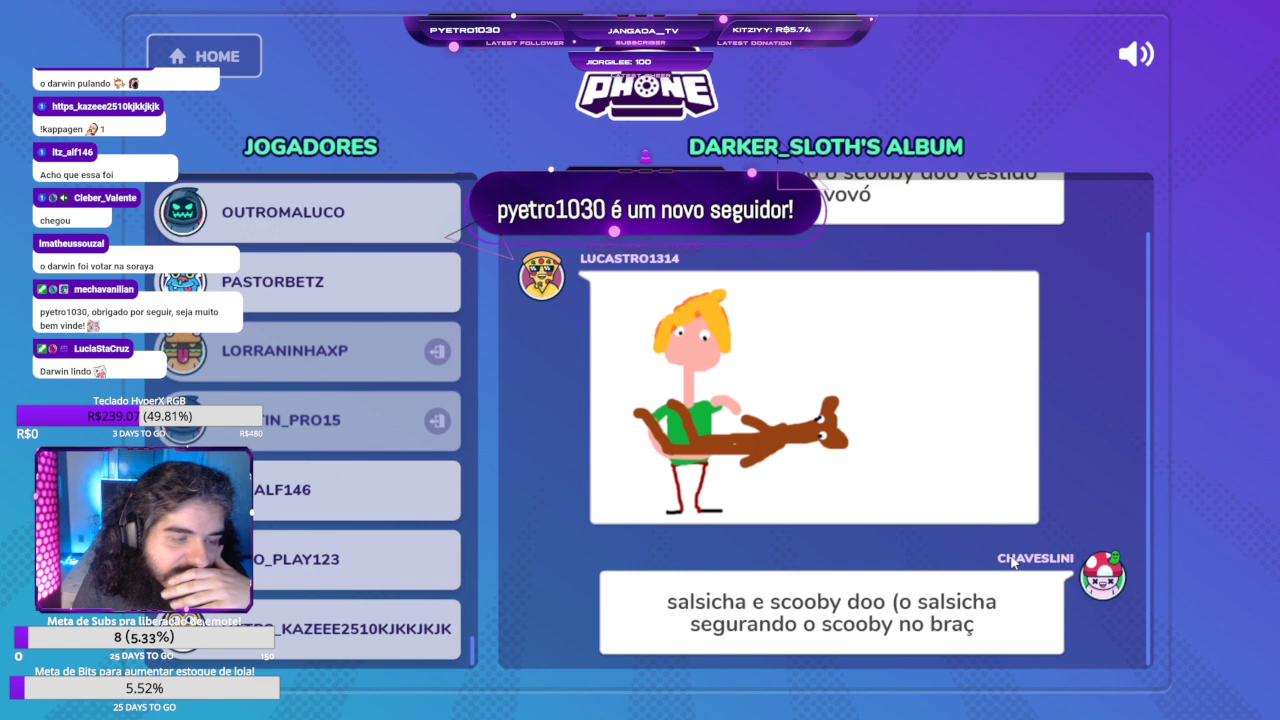 PYETRO1030
LATEST FOLLOWER
JANGADA__TV
SUBSCRIBER
KITZIYY: R$5.74
LATEST DONATION
JIORGILEE: 100
HOME
PHONE
JOGADORES
DARKER_SLOTH'S ALBUM
o darwin pulando
https_kazeee2510kjkkjkjk
!kappagen 1
itz_alf146
Acho que essa foi
Cleber_Valente
chegou
lmatheussouzal
o darwin foi votar na soraya
mechavanilian
pyetro1030, obrigado por seguir, seja muito
bem vinde!
LuciaStaCruz
Darwin lindo
OUTROMALUCO
PASTORBETZ
LORRANINHAXP
IN_PRO15
ALF146
O_PLAY123
_KAZEEE2510KJKKJKJK
o scooby doo vestido
vovó
pyetro1030 é um novo seguidor!
LUCASTRO1314
CHAVESLINI
salsicha e scooby doo (o salsicha
segurando o scooby no braç
Teclado HyperX RGB
R$239.07 (49.81%)
R$0
3 DAYS TO GO
R$480
Meta de Subs pra liberação de emote!
8 (5.33%)
0
25 DAYS TO GO
150
Meta de Bits para aumentar estoque de loja!
5.52%
25 DAYS TO GO